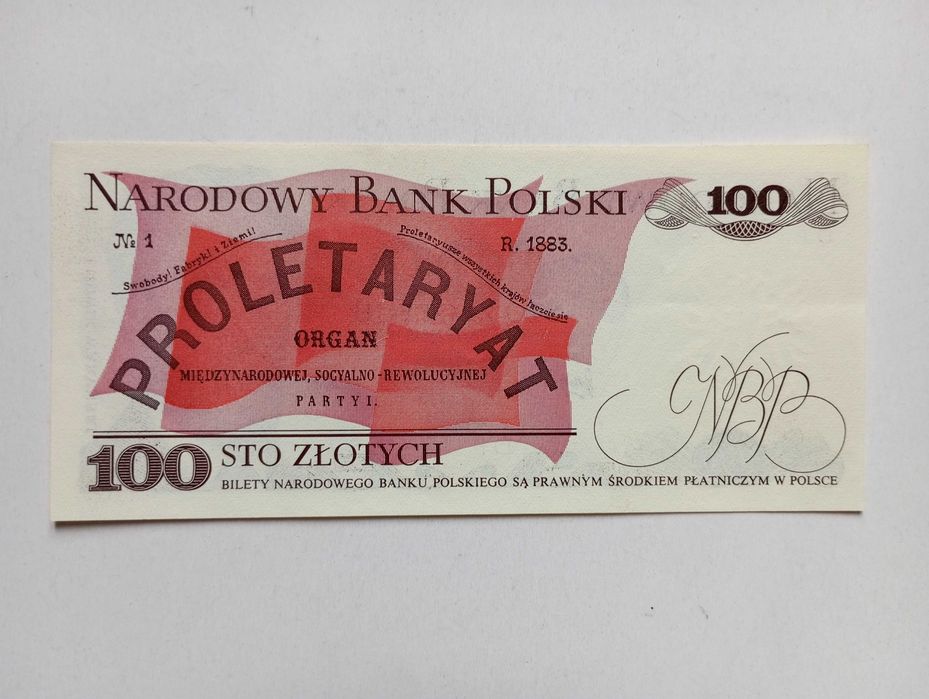 NARODOWY BANK POLSKI
100
№ 1
R. 1883.
Swobody! Fabryki i Ziemi!
Proletaryusze wszystkich krajów łączcie się
PROLETARYAT
ORGAN
MIĘDZYNARODOWEJ, SOCYALNO-REWOLUCYJNEJ
PARTYI.
NBP
100 STO ZŁOTYCH
BILETY NARODOWEGO BANKU POLSKIEGO SĄ PRAWNYM ŚRODKIEM PŁATNICZYM W POLSCE